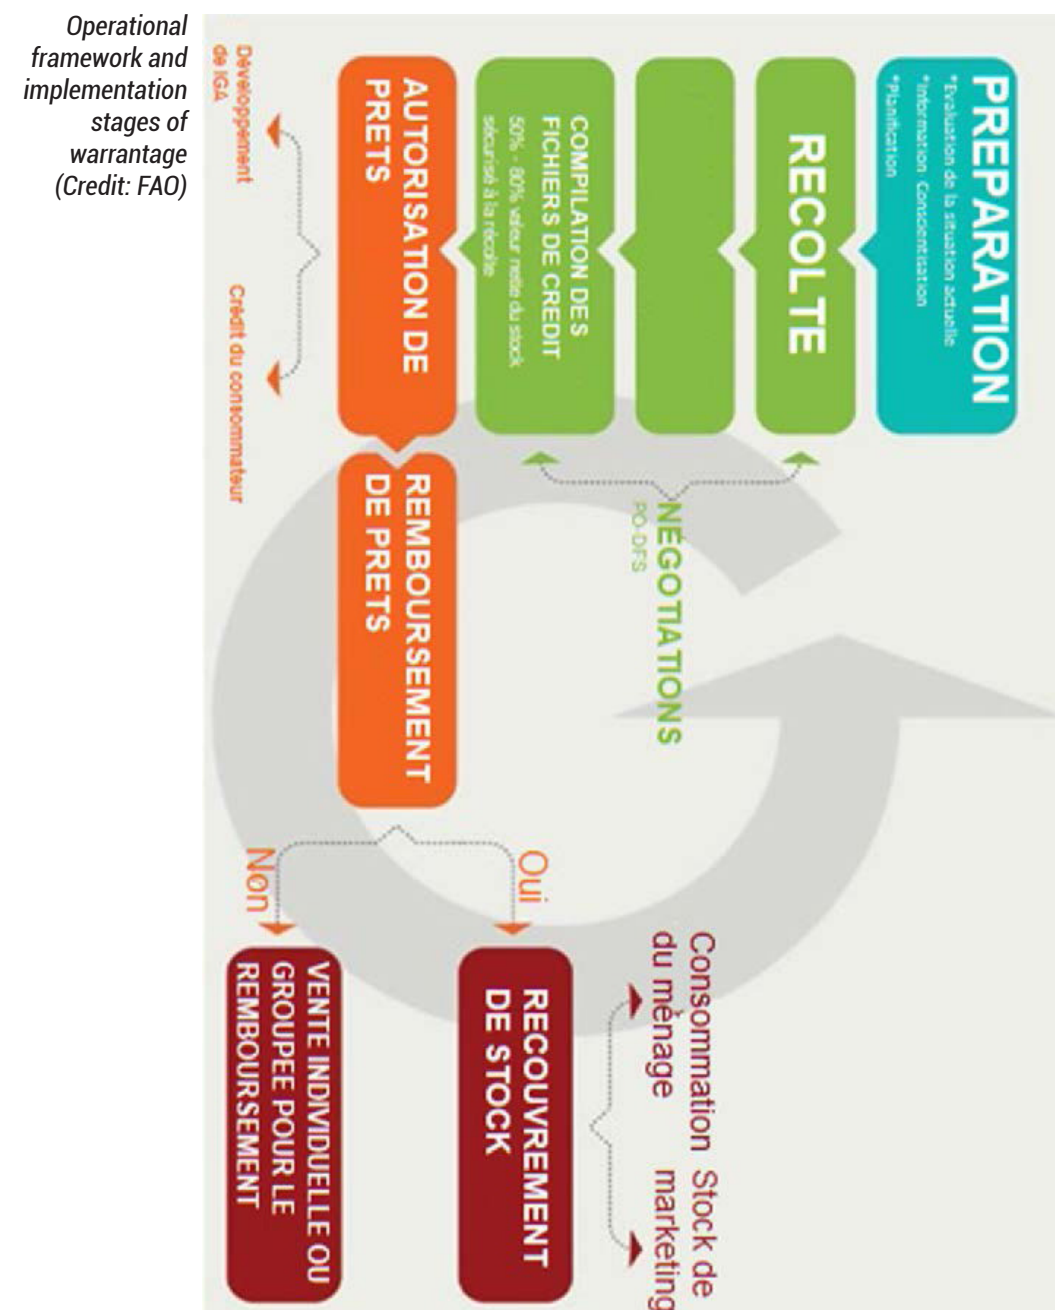 Operational
framework and
implementation
stages of
warrantage
(Credit: FAO)
PREPARATION
*Evaluation de la situation actuelle
*Information Conscientisation
*Planification
RECOLTE
COMPILATION DES
FICHIERS DE CREDIT
50% - 80% valeur nette du stock
sécurisé à la récolte
NÉGOTIATIONS
PO-DFS
AUTORISATION DE
PRETS
Développement
de IGA
Crédit du consommateur
REMBOURSEMENT
DE PRETS
Oui
Non
RECOUVREMENT
DE STOCK
Consommation
du mènage
Stock de
marketing
VENTE INDIVIDUELLE OU
GROUPEE POUR LE
REMBOURSEMENT